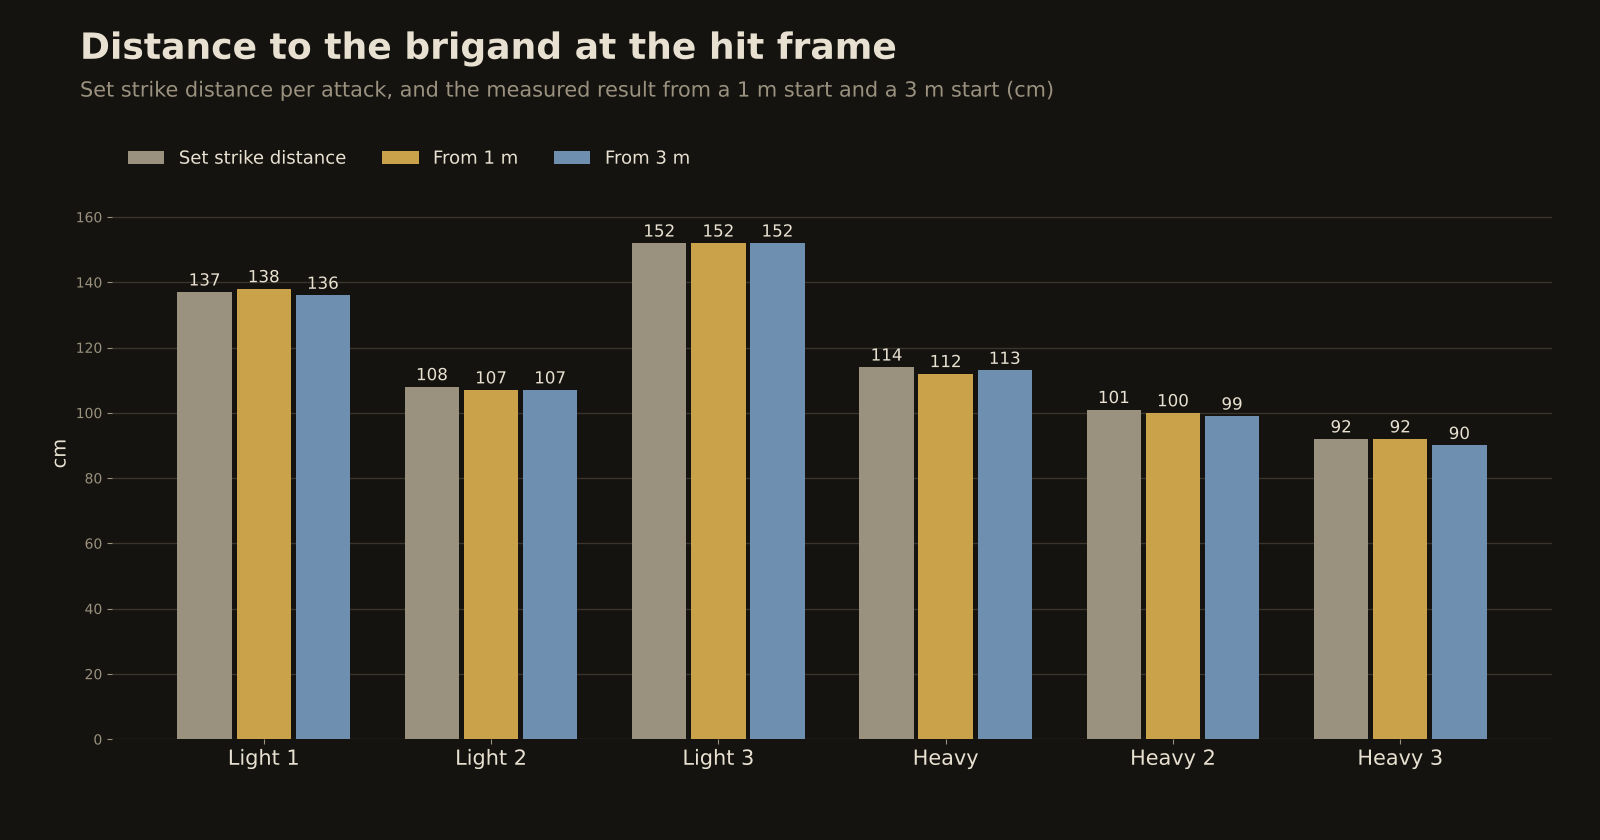 Distance to the brigand at the hit frame
Set strike distance per attack, and the measured result from a 1 m start and a 3 m start (cm)
Set strike distance From 1 m From 3 m
160
140
120
100
80
60
40
20
0
cm
137 138 136
108 107 107
152 152 152
114 112 113
101 100 99
92 92 90
Light 1 Light 2 Light 3 Heavy Heavy 2 Heavy 3